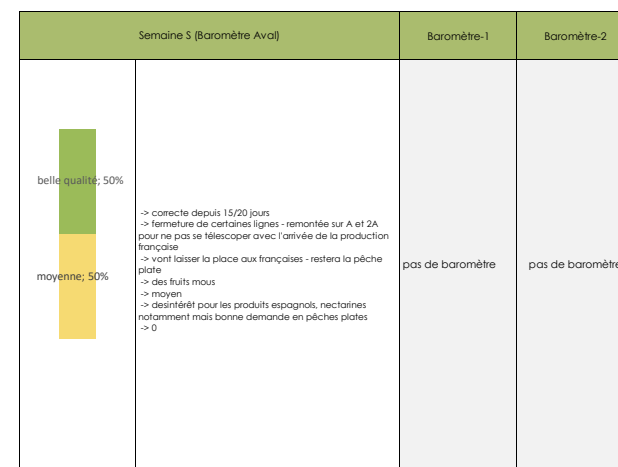 Semaine S (Baromètre Aval)
Baromètre-1
Baromètre-2
belle qualité; 50%
moyenne; 50%
-> correcte depuis 15/20 jours
-> fermeture de certaines lignes - remontée sur A et 2A
pour ne pas se télescoper avec l'arrivée de la production
française
-> vont laisser la place aux françaises - restera la pêche
plate
-> des fruits mous
-> moyen
-> desintérêt pour les produits espagnols, nectarines
notamment mais bonne demande en pêches plates
-> 0
pas de baromètre
pas de baromètre